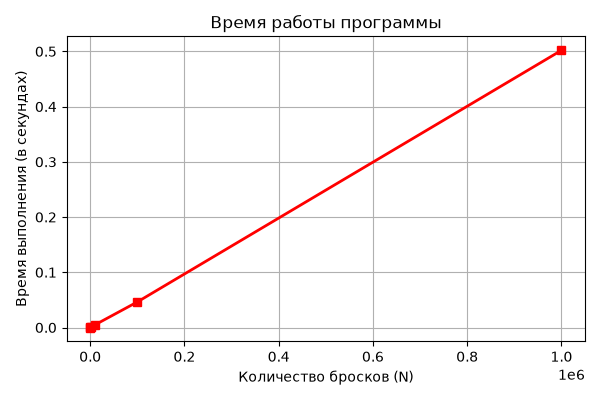 Время работы программы
Время выполнения (в секундах)
0.5
0.4
0.3
0.2
0.1
0.0
0.0 0.2 0.4 0.6 0.8 1.0
1e6
Количество бросков (N)